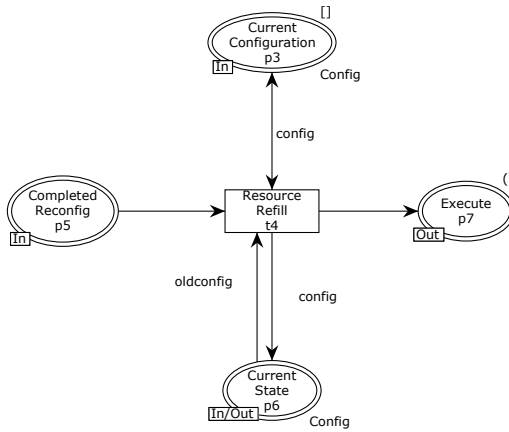 []
Current
Configuration
p3
In
Config
config
Completed
Reconfig
p5
In
Resource
Refill
t4
(
Execute
p7
Out
oldconfig
config
Current
State
p6
In/Out
Config